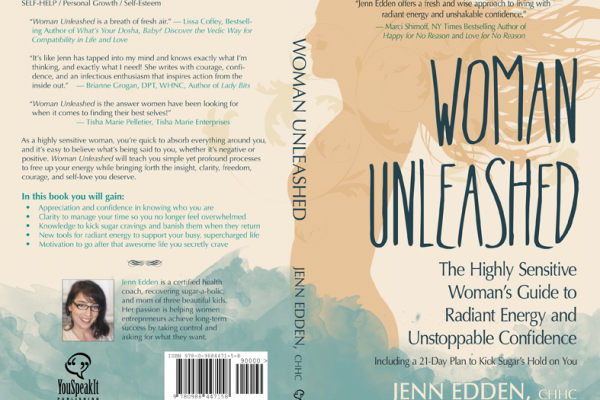 SELF-HELP / Personal Growth / Self-Esteem
"Woman Unleashed is a breath of fresh air." — Lissa Coffey, Bestsell-
ing Author of What's Your Dosha, Baby? Discover the Vedic Way for
Compatibility in Life and Love
"It's like Jenn has tapped into my mind and knows exactly what I'm
thinking, and exactly what I need! She writes with courage, confi-
dence, and an infectious enthusiasm that inspires action from the
inside out." — Brianne Grogan, DPT, WHNC, Author of Lady Bits
"Woman Unleashed is the answer women have been looking for
when it comes to finding their best selves!"
— Tisha Marie Pelletier, Tisha Marie Enterprises
As a highly sensitive woman, you're quick to absorb everything around you,
and it's easy to believe what's being said to you, whether it's negative or
positive. Woman Unleashed will teach you simple yet profound processes
to free up your energy while bringing forth the insight, clarity, freedom,
courage, and self-love you deserve.
In this book you will gain:
• Appreciation and confidence in knowing who you are
• Clarity to manage your time so you no longer feel overwhelmed
• Knowledge to kick sugar cravings and banish them when they return
• New tools for radiant energy to support your busy, supercharged life
• Motivation to go after that awesome life you secretly crave
Jenn Edden is a certified health
coach, recovering sugar-a-holic,
and mom of three beautiful kids.
Her passion is helping women
entrepreneurs achieve long-term
success by taking control and
asking for what they want.
YouSpeakIt
PUBLISHING
90000 >
WOMAN UNLEASHED
JENN EDDEN, CHHC
"Jenn Edden offers a fresh and wise approach to living with
radiant energy and unshakable confidence."
— Marci Shimoff, NY Times Bestselling Author of
Happy for No Reason and Love for No Reason
WOMAN
UNLEASHED
The Highly Sensitive
Woman's Guide to
Radiant Energy and
Unstoppable Confidence
Including a 21-Day Plan to Kick Sugar's Hold on You
JENN EDDEN, CHHC